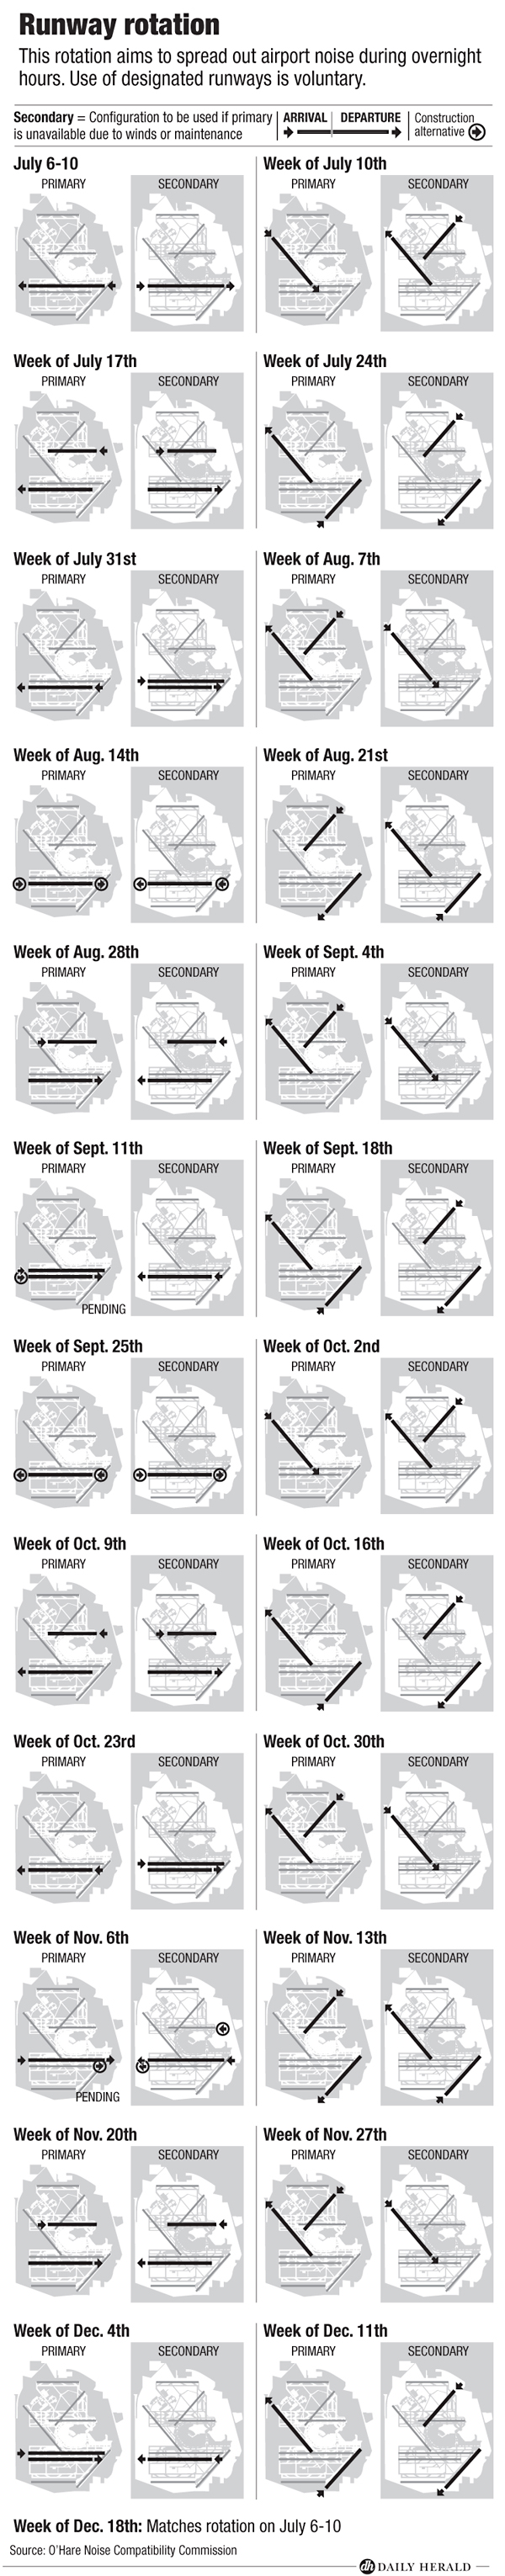 Runway rotation
This rotation aims to spread out airport noise during overnight
hours. Use of designated runways is voluntary.
Secondary = Configuration to be used if primary
is unavailable due to winds or maintenance
ARRIVAL
DEPARTURE
Construction
alternative
July 6-10
PRIMARY
SECONDARY
Week of July 10th
PRIMARY
SECONDARY
Week of July 17th
PRIMARY
SECONDARY
Week of July 24th
PRIMARY
SECONDARY
Week of July 31st
PRIMARY
SECONDARY
Week of Aug. 7th
PRIMARY
SECONDARY
Week of Aug. 14th
PRIMARY
SECONDARY
Week of Aug. 21st
PRIMARY
SECONDARY
Week of Aug. 28th
PRIMARY
SECONDARY
Week of Sept. 4th
PRIMARY
SECONDARY
Week of Sept. 11th
PRIMARY
SECONDARY
PENDING
Week of Sept. 18th
PRIMARY
SECONDARY
Week of Sept. 25th
PRIMARY
SECONDARY
Week of Oct. 2nd
PRIMARY
SECONDARY
Week of Oct. 9th
PRIMARY
SECONDARY
Week of Oct. 16th
PRIMARY
SECONDARY
Week of Oct. 23rd
PRIMARY
SECONDARY
Week of Oct. 30th
PRIMARY
SECONDARY
Week of Nov. 6th
PRIMARY
SECONDARY
PENDING
Week of Nov. 13th
PRIMARY
SECONDARY
Week of Nov. 20th
PRIMARY
SECONDARY
Week of Nov. 27th
PRIMARY
SECONDARY
Week of Dec. 4th
PRIMARY
SECONDARY
Week of Dec. 11th
PRIMARY
SECONDARY
Week of Dec. 18th: Matches rotation on July 6-10
Source: O'Hare Noise Compatibility Commission
dh DAILY HERALD